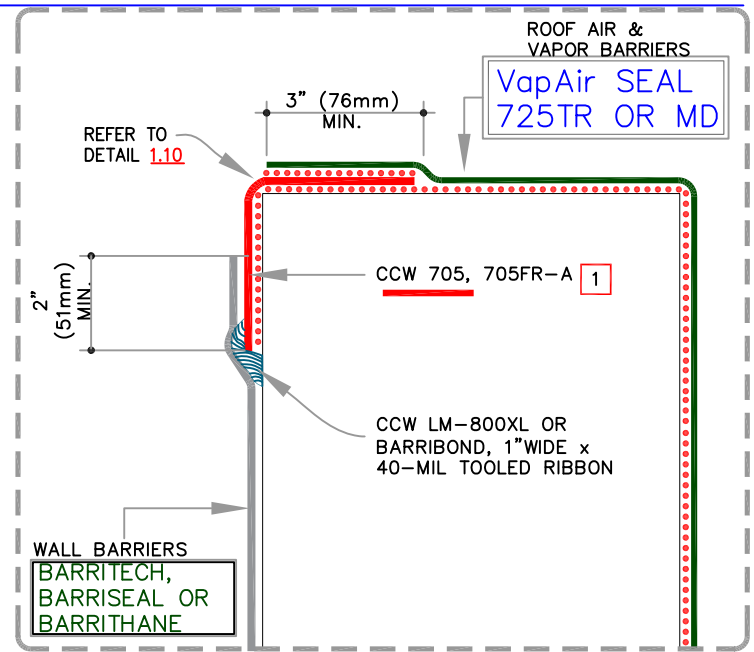 ROOF AIR &
VAPOR BARRIERS
VapAir SEAL
725TR OR MD
3" (76mm)
MIN.
REFER TO
DETAIL 1.10
2"
(51mm)
MIN.
CCW 705, 705FR-A 1
CCW LM-800XL OR
BARRIBOND, 1"WIDE x
40-MIL TOOLED RIBBON
WALL BARRIERS
BARRITECH,
BARRISEAL OR
BARRITHANE